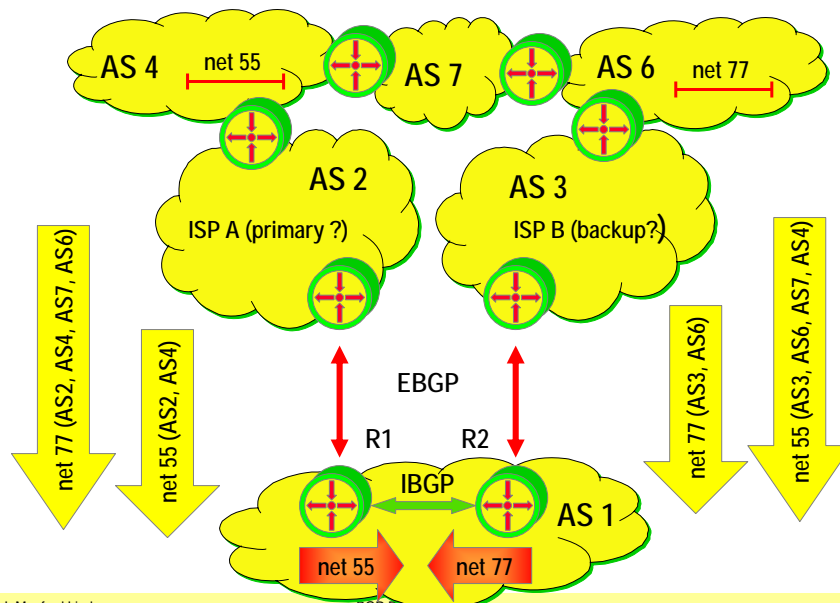 AS 4
net 55
AS 7
AS 6
net 77
AS 2
ISP A (primary ?)
AS 3
ISP B (backup?)
net 77 (AS2, AS4, AS7, AS6)
net 55 (AS2, AS4)
EBGP
net 77 (AS3, AS6)
net 55 (AS3, AS6, AS7, AS4)
R1
R2
IBGP
AS 1
net 55
net 77